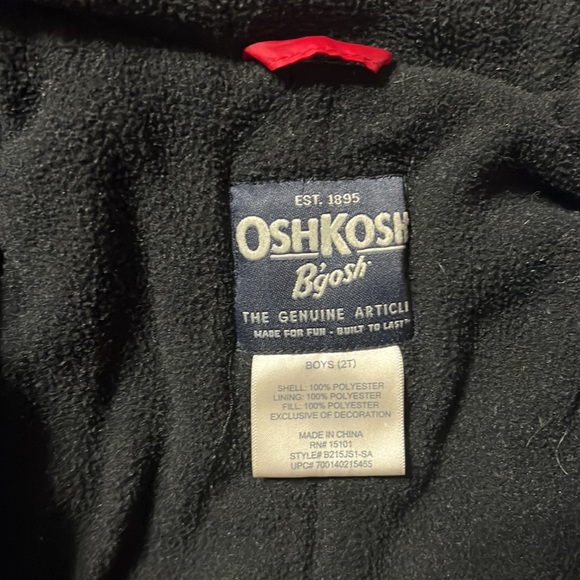 EST. 1895
OSHKOSH
B'gosh
THE GENUINE ARTICLE
MADE FOR FUN - BUILT TO LAST™
BOYS (2T)
SHELL: 100% POLYESTER
LINING: 100% POLYESTER
FILL: 100% POLYESTER
EXCLUSIVE OF DECORATION
MADE IN CHINA
RN# 15101
STYLE# B215JS1-SA
UPC# 700140215455